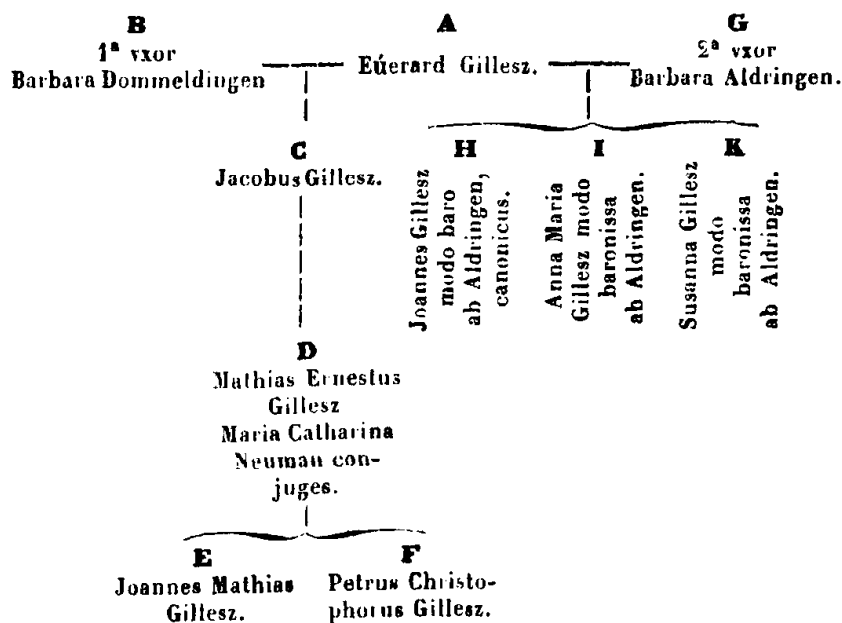 B
1ª vxor
Barbara Dommeldingen
A
Eúerard Gillesz.
G
2ª vxor
Barbara Aldringen.
C
Jacobus Gillesz.
H
Joannes Gillesz
modo baro
ab Aldringen,
canonicus.
I
Anna Maria
Gillesz modo
baronissa
ab Aldringen.
K
Susanna Gillesz
modo
baronissa
ab Aldringen.
D
Mathias Ernestus
Gillesz
Maria Catharina
Neuman con-
juges.
E
Joannes Mathias
Gillesz.
F
Petrus Christo-
phorus Gillesz.